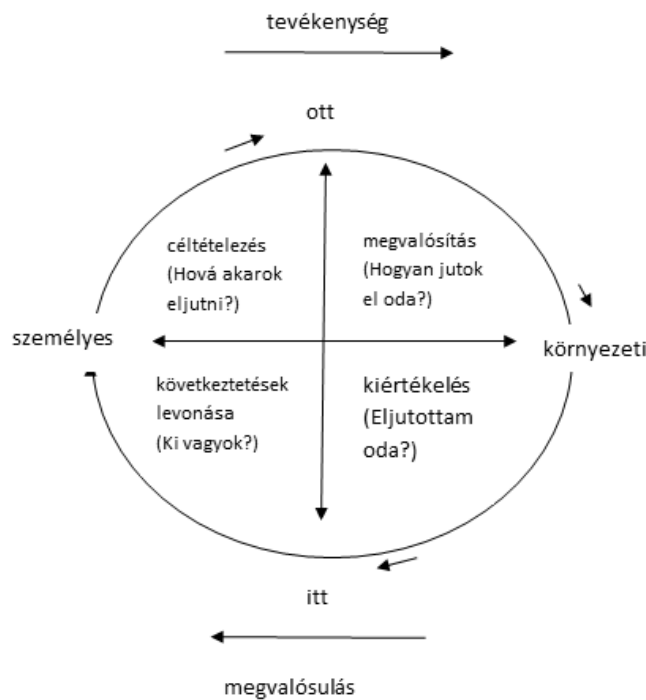 tevékenység
ott
céltételezés
(Hová akarok
eljutni?)
megvalósítás
(Hogyan jutok
el oda?)
személyes
környezeti
következtetések
levonása
(Ki vagyok?)
kiértékelés
(Eljutottam
oda?)
itt
megvalósulás